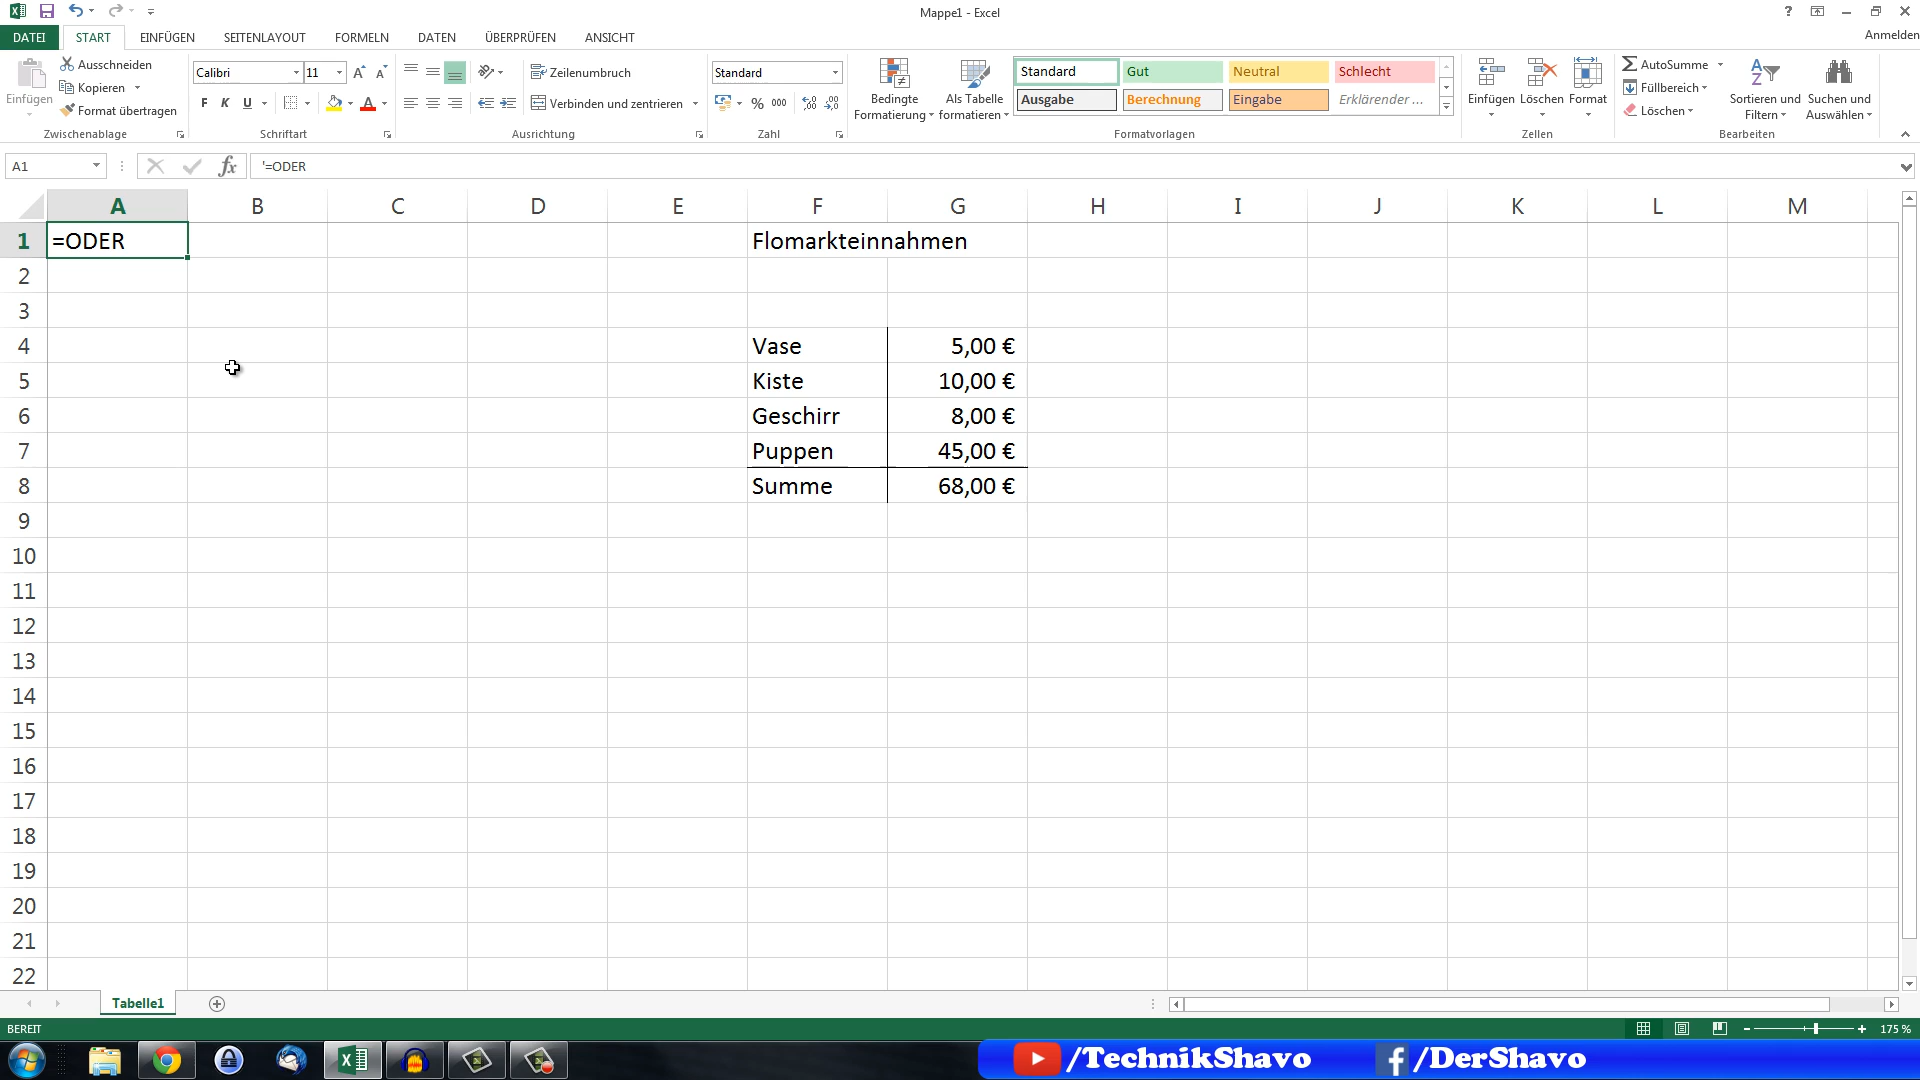 Mappe1 - Excel
?
Anmelden
DATEI START EINFÜGEN SEITENLAYOUT FORMELN DATEN ÜBERPRÜFEN ANSICHT
Einfügen
Ausschneiden
Kopieren
Format übertragen
Zwischenablage
Calibri 11 A A
F K U A
Schriftart
Zeilenumbruch
Verbinden und zentrieren
Ausrichtung
Standard
% 000
Zahl
Bedingte
Formatierung
Als Tabelle
formatieren
Standard Gut Neutral Schlecht
Ausgabe Berechnung Eingabe Erklärender ...
Formatvorlagen
Einfügen Löschen Format
Zellen
AutoSumme
Füllbereich
Löschen
Sortieren und
Filtern
Suchen und
Auswählen
Bearbeiten
A1 fx '=ODER
A B C D E F G H I J K L M
1 =ODER Flomarkteinnahmen
2
3
4 Vase 5,00 €
5 Kiste 10,00 €
6 Geschirr 8,00 €
7 Puppen 45,00 €
8 Summe 68,00 €
9
10
11
12
13
14
15
16
17
18
19
20
21
22
Tabelle1
BEREIT
175 %
/TechnikShavo f /DerShavo